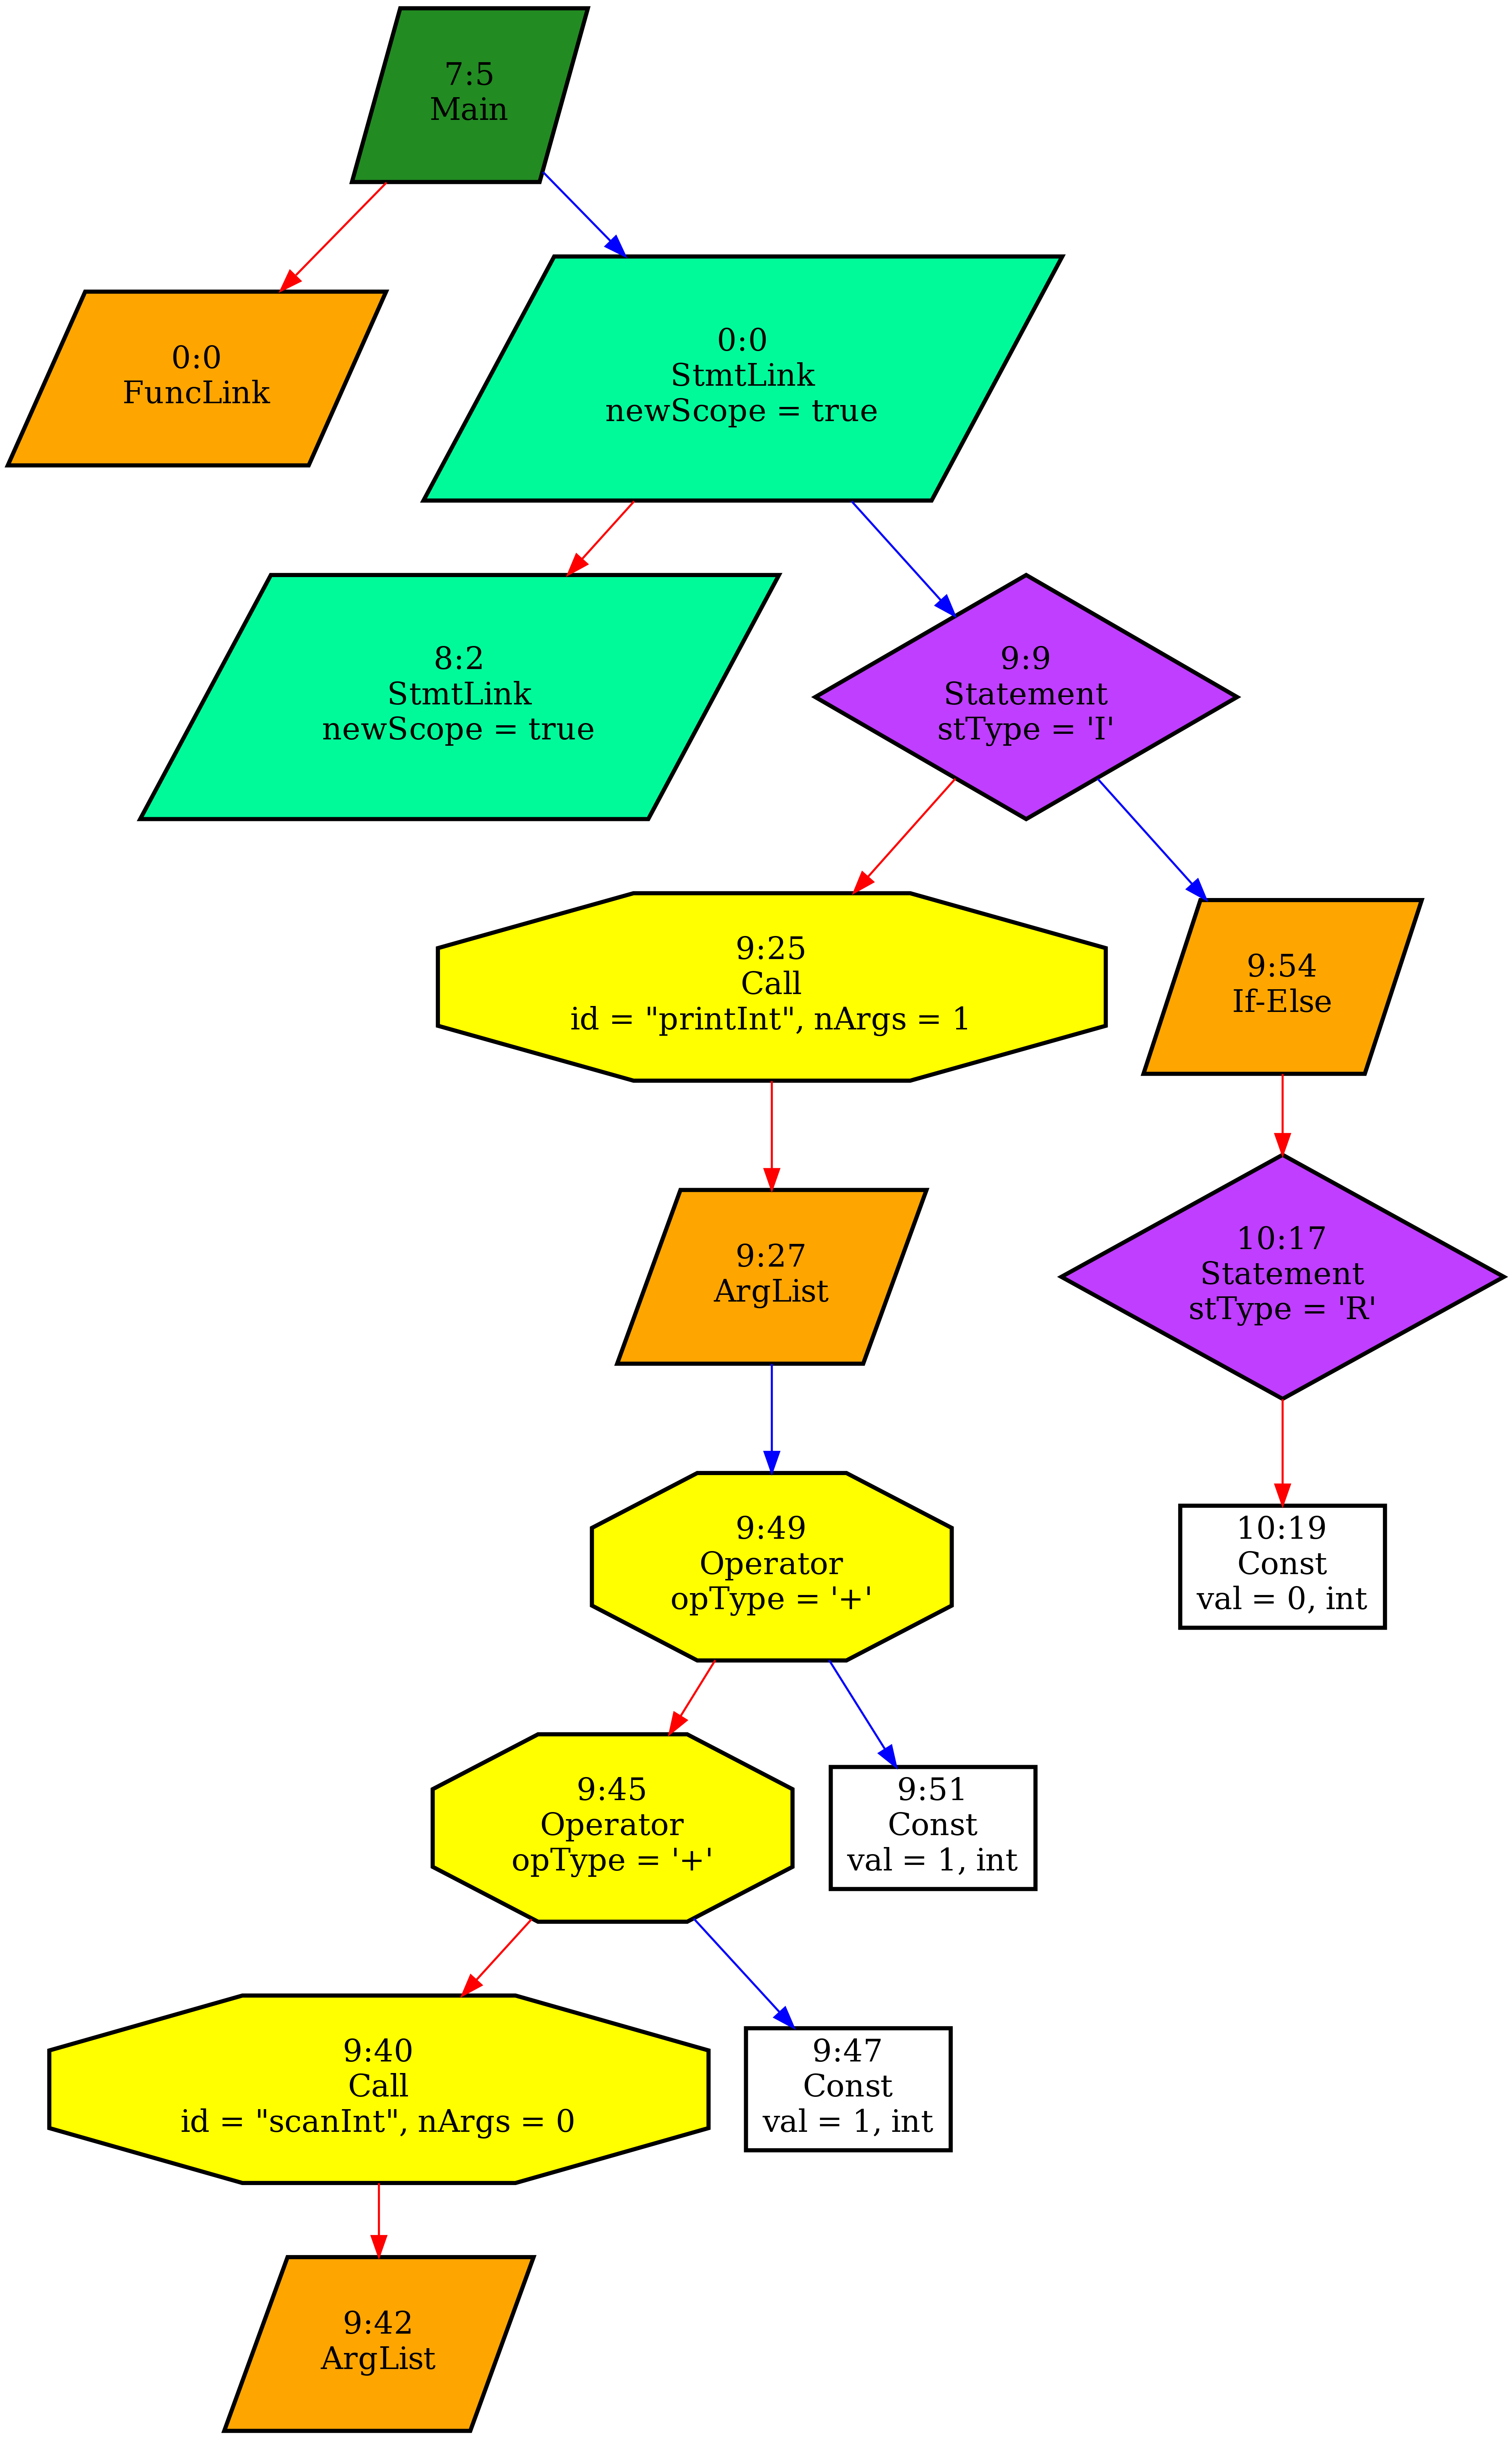 7:5
Main
0:0
FuncLink
0:0
StmtLink
newScope = true
8:2
StmtLink
newScope = true
9:9
Statement
stType = 'I'
9:25
Call
id = "printInt", nArgs = 1
9:54
If-Else
9:27
ArgList
10:17
Statement
stType = 'R'
9:49
Operator
opType = '+'
10:19
Const
val = 0, int
9:45
Operator
opType = '+'
9:51
Const
val = 1, int
9:40
Call
id = "scanInt", nArgs = 0
9:47
Const
val = 1, int
9:42
ArgList